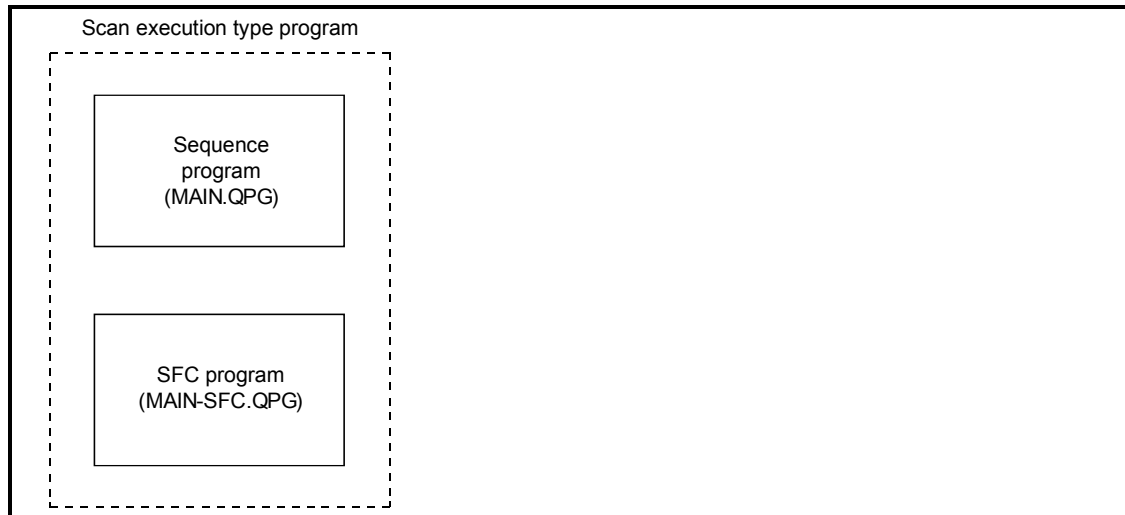 Scan execution type program
Sequence
program
(MAIN.QPG)
SFC program
(MAIN-SFC.QPG)